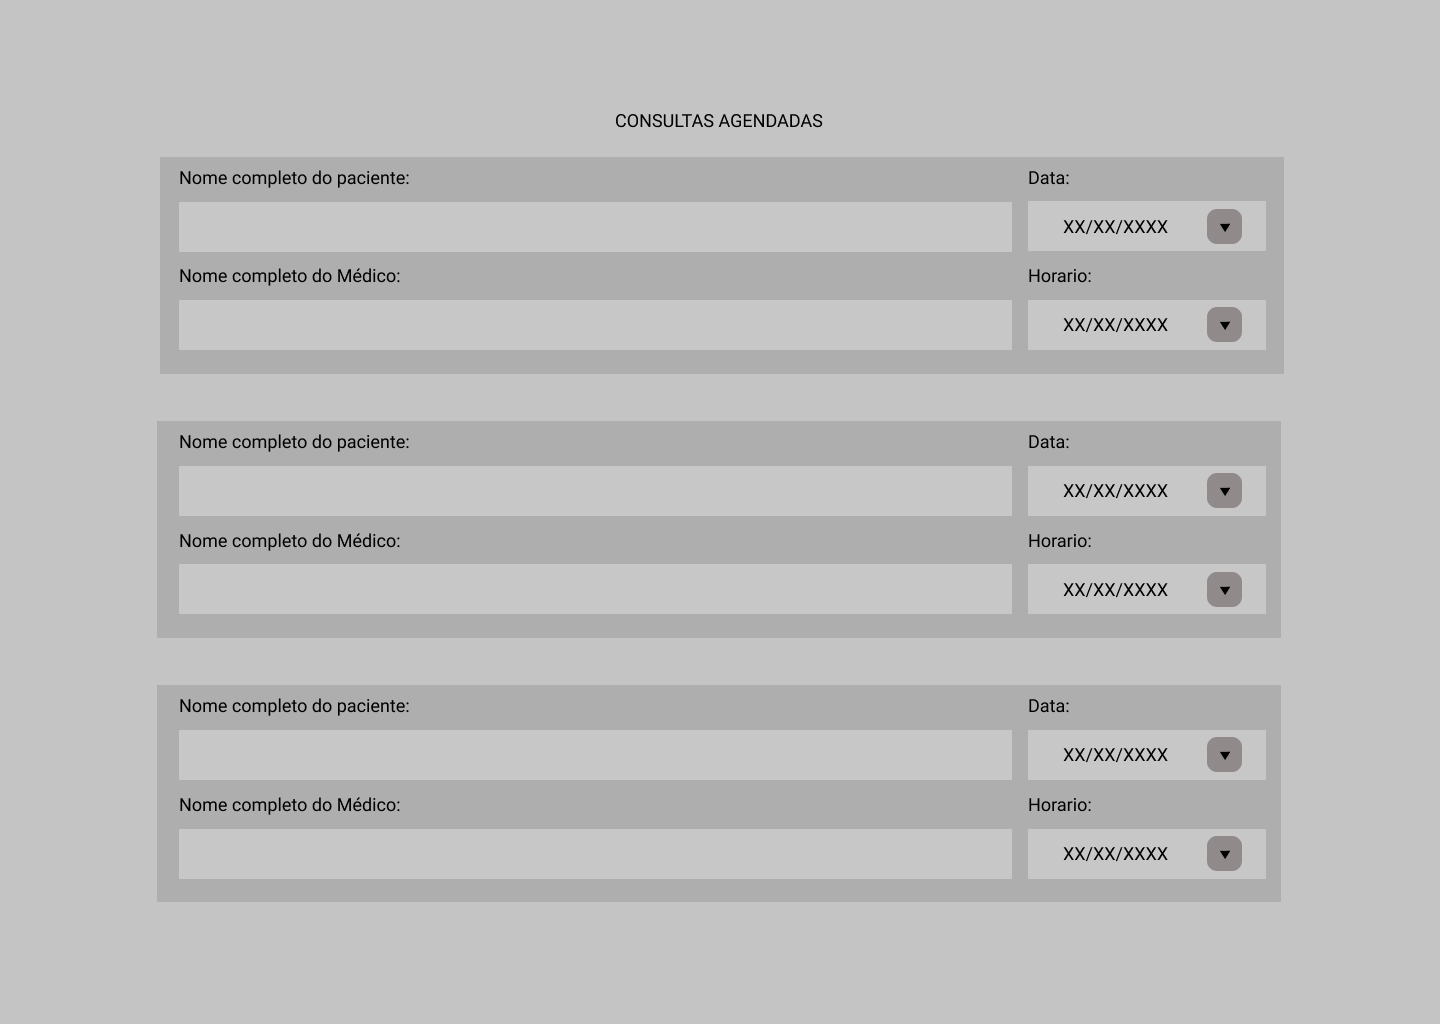 CONSULTAS AGENDADAS
Nome completo do paciente:
Data:
XX/XX/XXXX
Nome completo do Médico:
Horario:
XX/XX/XXXX
Nome completo do paciente:
Data:
XX/XX/XXXX
Nome completo do Médico:
Horario:
XX/XX/XXXX
Nome completo do paciente:
Data:
XX/XX/XXXX
Nome completo do Médico:
Horario:
XX/XX/XXXX